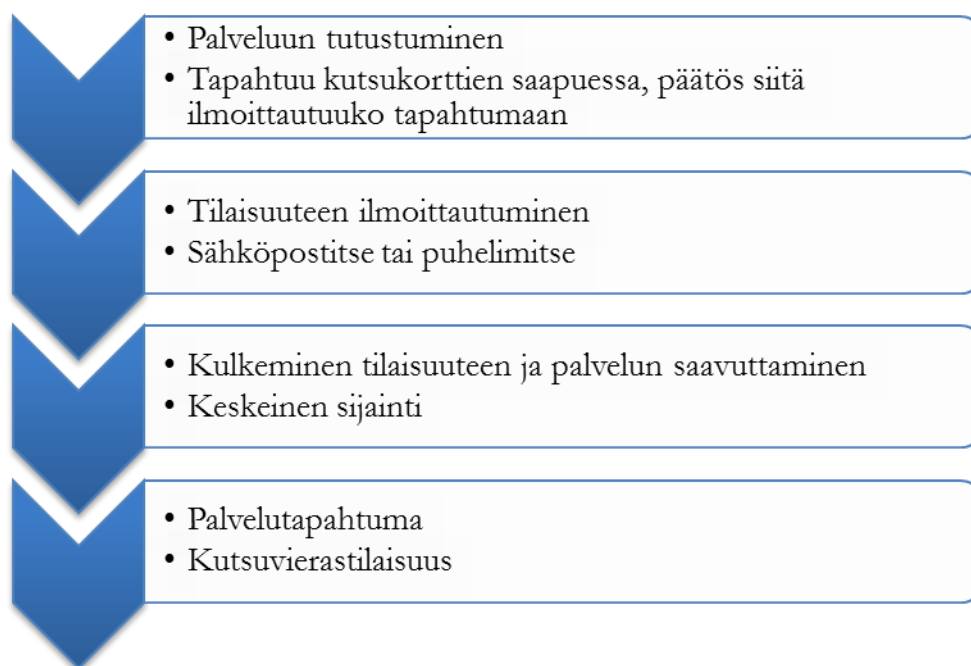 • Palveluun tutustuminen
• Tapahtuu kutsukorttien saapuessa, päätös siitä
ilmoittautuuko tapahtumaan
• Tilaisuuteen ilmoittautuminen
• Sähköpostitse tai puhelimitse
• Kulkeminen tilaisuuteen ja palvelun saavuttaminen
• Keskeinen sijainti
• Palvelutapahtuma
• Kutsuvierastilaisuus